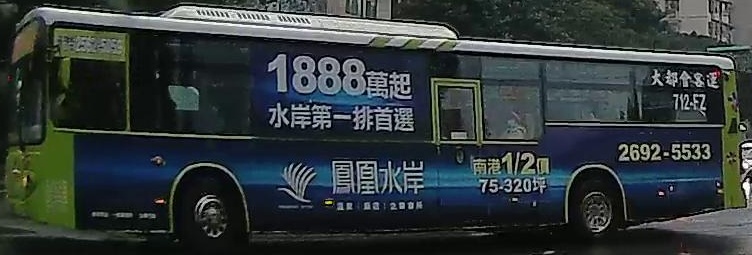 1888萬起
水岸第一排首選
鳳凰水岸
南港1/2價
75-320坪
2692-5533
大都會客運
712-FZ